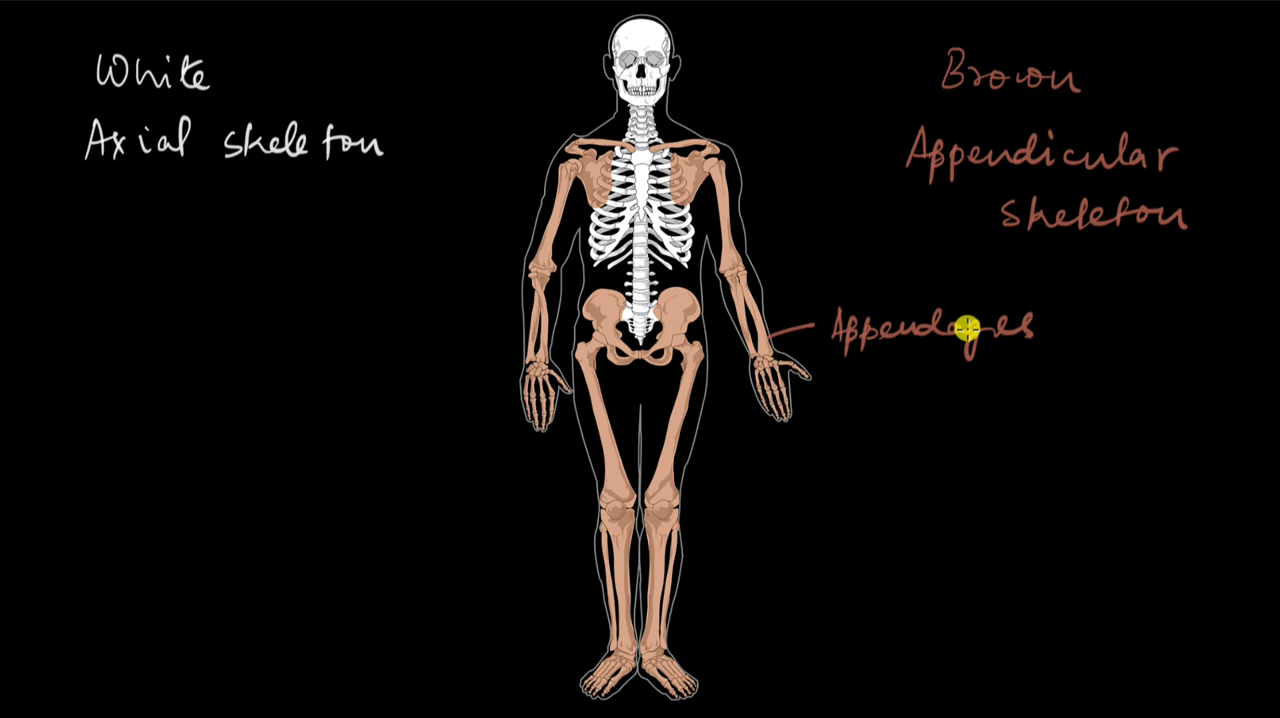 White
Axial skeleton
Brown
Appendicular
skeleton
Appendages